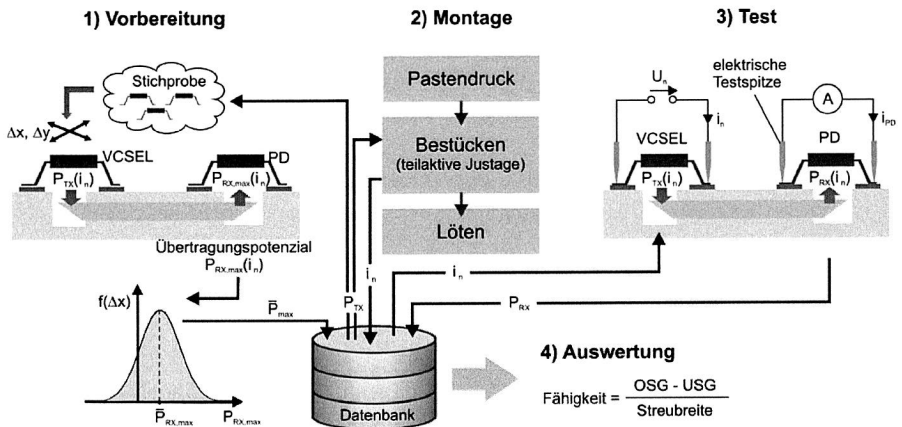 1) Vorbereitung
Stichprobe
Δx, Δy
VCSEL
PD
P_TX(i_n)
P_RX,max(i_n)
Übertragungspotenzial
P_RX,max(i_n)
f(Δx)
P̅_RX,max
P_RX,max
P̅_max
2) Montage
Pastendruck
Bestücken
(teilaktive Justage)
Löten
P_TX
i_n
i_n
P_RX
Datenbank
3) Test
elektrische
Testspitze
U_n
i_n
A
i_PD
VCSEL
PD
P_TX(i_n)
P_RX(i_n)
4) Auswertung
Fähigkeit = OSG - USG
Streubreite